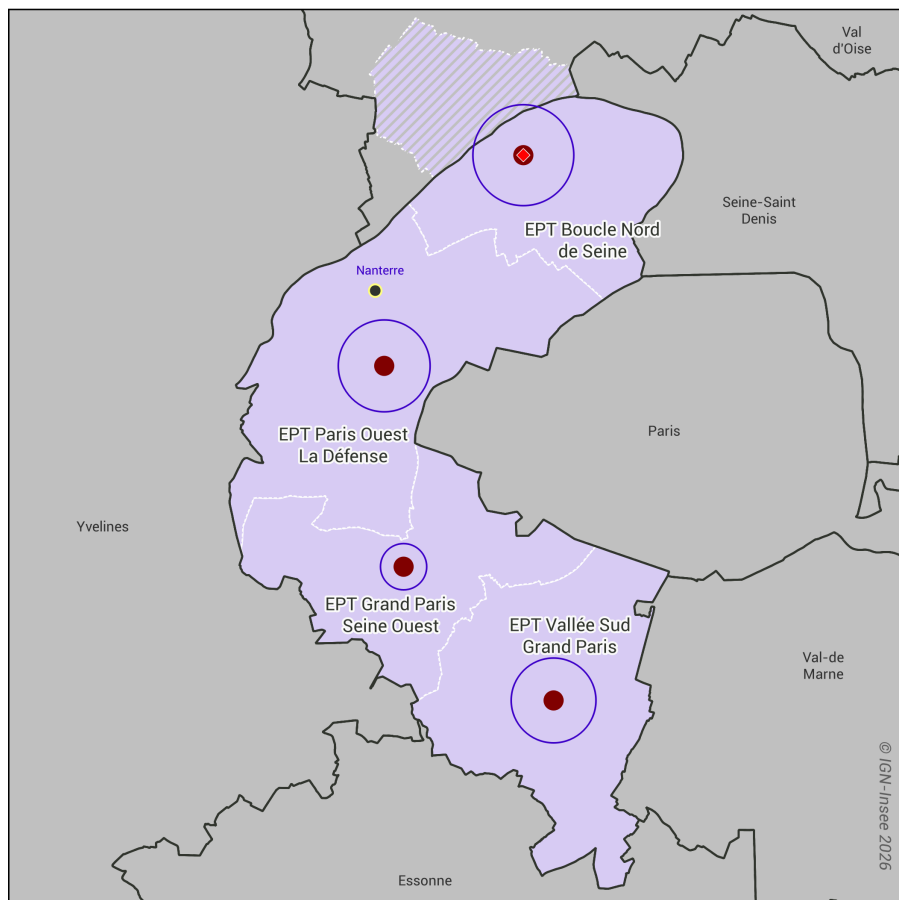 Val
d'Oise
Seine-Saint
Denis
EPT Boucle Nord
de Seine
Nanterre
EPT Paris Ouest
La Défense
Paris
Yvelines
EPT Grand Paris
Seine Ouest
EPT Vallée Sud
Grand Paris
Val-de
Marne
© IGN-Insee 2026
Essonne